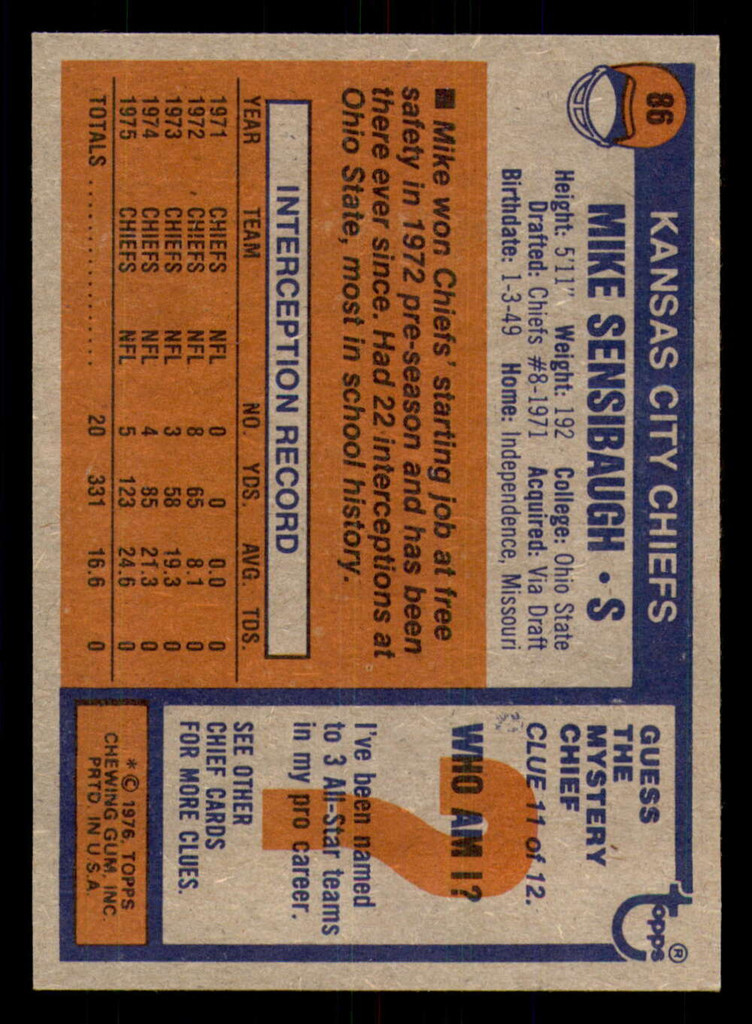 86
KANSAS CITY CHIEFS
MIKE SENSIBAUGH • S
Height: 5'11" Weight: 192 College: Ohio State
Drafted: Chiefs #8-1971 Acquired: Via Draft
Birthdate: 1-3-49 Home: Independence, Missouri
■ Mike won Chiefs' starting job at free
safety in 1972 pre-season and has been
there ever since. Had 22 interceptions at
Ohio State, most in school history.
INTERCEPTION RECORD
YEAR TEAM NO. YDS. AVG. TDS.
1971 CHIEFS NFL 0 0 0.0 0
1972 CHIEFS NFL 8 65 8.1 0
1973 CHIEFS NFL 3 58 19.3 0
1974 CHIEFS NFL 4 85 21.3 0
1975 CHIEFS NFL 5 123 24.6 0
TOTALS ................ 20 331 16.6 0
topps®
GUESS
THE
MYSTERY
CHIEF
CLUE 11 of 12.
WHO AM I?
?
I've been named
to 3 All-Star teams
in my pro career.
SEE OTHER
CHIEF CARDS
FOR MORE CLUES.
* © 1976, TOPPS
CHEWING GUM, INC.
PRTD. IN U.S.A.